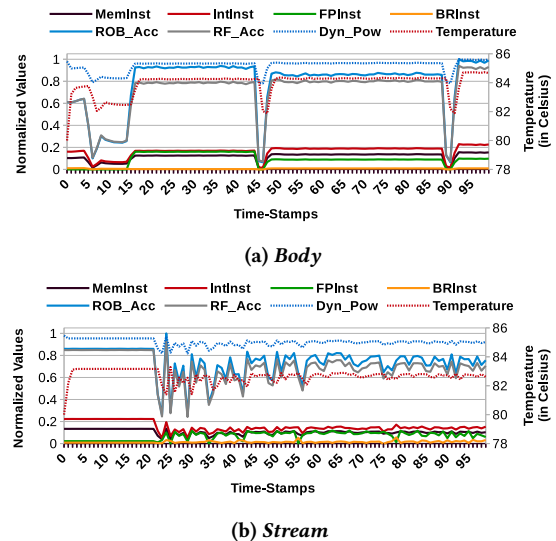 MemInst IntInst FPInst BRInst
ROB_Acc RF_Acc Dyn_Pow Temperature
Normalized Values
1
0.8
0.6
0.4
0.2
0
86
84
82
80
78
Temperature
(in Celsius)
0 5 10 15 20 25 30 35 40 45 50 55 60 65 70 75 80 85 90 95
Time-Stamps
(a) Body
MemInst IntInst FPInst BRInst
ROB_Acc RF_Acc Dyn_Pow Temperature
Normalized Values
1
0.8
0.6
0.4
0.2
0
86
84
82
80
78
Temperature
(in Celsius)
0 5 10 15 20 25 30 35 40 45 50 55 60 65 70 75 80 85 90 95
Time-Stamps
(b) Stream